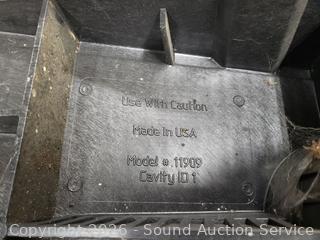 Use With Caution
Made In USA
Model # 11909
Cavity ID 1
Copyright 2026 - Sound Auction Service